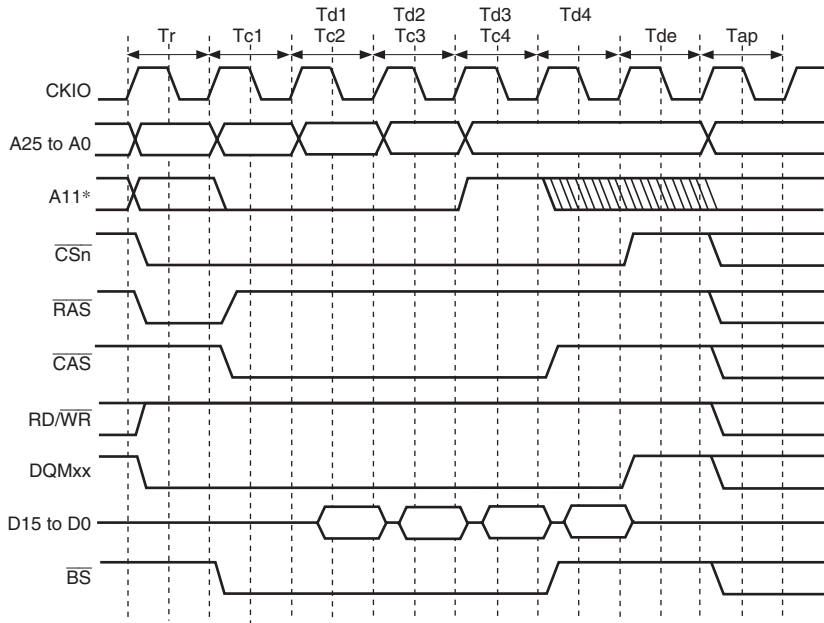 Td1 Td2 Td3 Td4
Tr Tc1 Tc2 Tc3 Tc4 Tde Tap
CKIO
A25 to A0
A11*
CSn
RAS
CAS
RD/WR
DQMxx
D15 to D0
BS